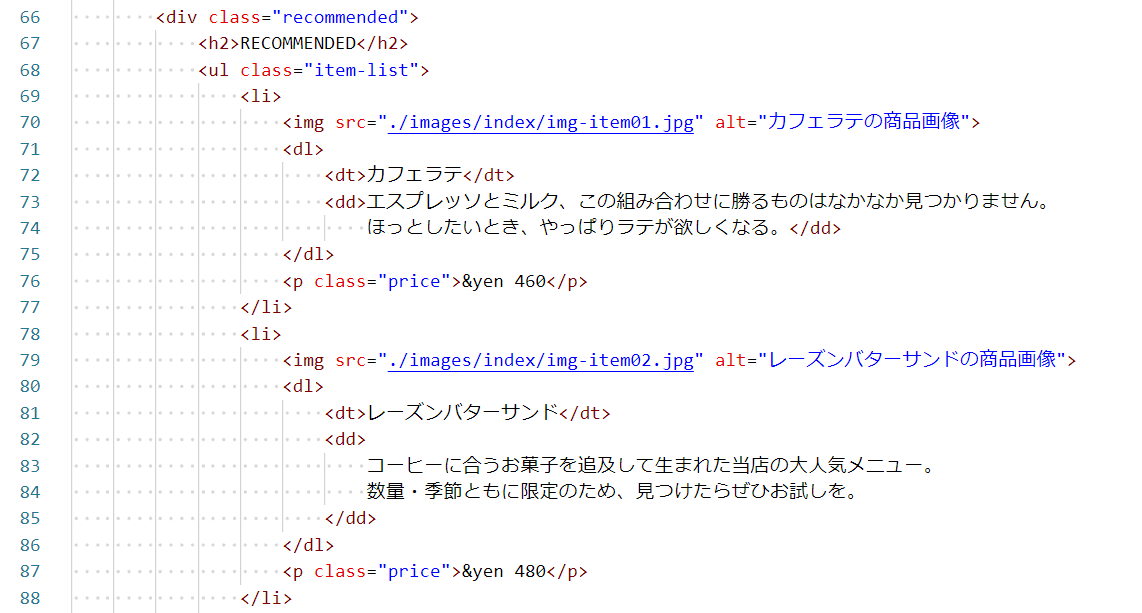 66 <div class="recommended">
67 <h2>RECOMMENDED</h2>
68 <ul class="item-list">
69 <li>
70 <img src="./images/index/img-item01.jpg" alt="カフェラテの商品画像">
71 <dl>
72 <dt>カフェラテ</dt>
73 <dd>エスプレッソとミルク、この組み合わせに勝るものはなかなか見つかりません。
74 ほっとしたいとき、やっぱりラテが欲しくなる。</dd>
75 </dl>
76 <p class="price">&yen 460</p>
77 </li>
78 <li>
79 <img src="./images/index/img-item02.jpg" alt="レーズンバターサンドの商品画像">
80 <dl>
81 <dt>レーズンバターサンド</dt>
82 <dd>
83 コーヒーに合うお菓子を追及して生まれた当店の大人気メニュー。
84 数量・季節ともに限定のため、見つけたらぜひお試しを。
85 </dd>
86 </dl>
87 <p class="price">&yen 480</p>
88 </li>